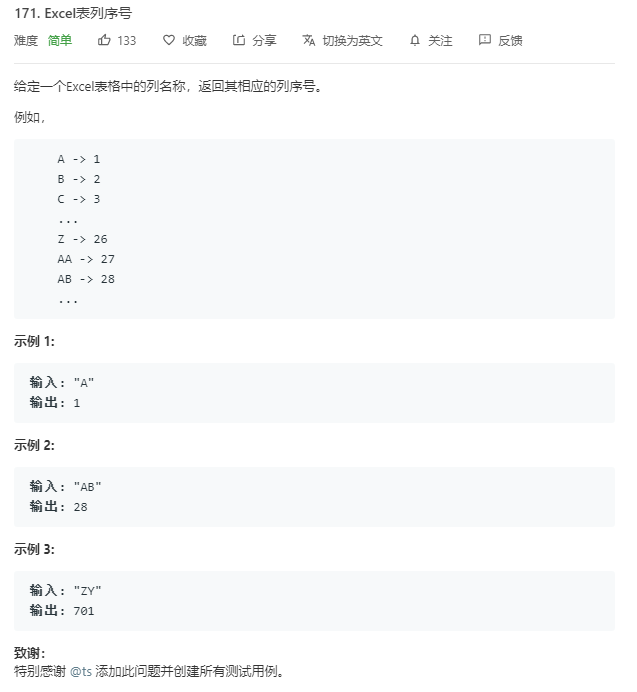 171. Excel表列序号
难度 简单 133 收藏 分享 切换为英文 关注 反馈
给定一个Excel表格中的列名称，返回其相应的列序号。
例如，
A -> 1
B -> 2
C -> 3
...
Z -> 26
AA -> 27
AB -> 28
...
示例 1:
输入: "A"
输出: 1
示例 2:
输入: "AB"
输出: 28
示例 3:
输入: "ZY"
输出: 701
致谢：
特别感谢 @ts 添加此问题并创建所有测试用例。